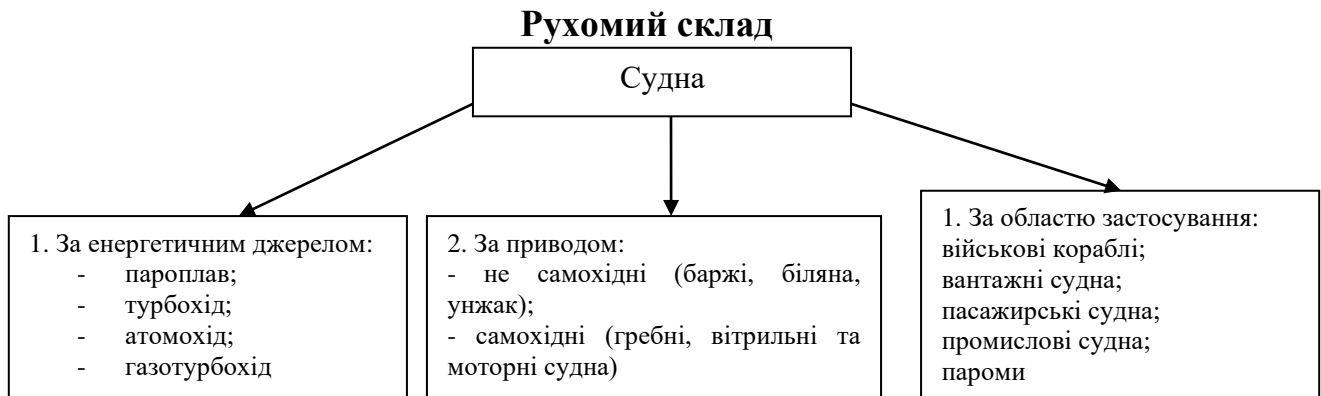 Рухомий склад
Судна
1. За енергетичним джерелом:
- пароплав;
- турбохід;
- атомохід;
- газотурбохід
2. За приводом:
- не самохідні (баржі, біляна,
унжак);
- самохідні (гребні, вітрильні та
моторні судна)
1. За областю застосування:
військові кораблі;
вантажні судна;
пасажирські судна;
промислові судна;
пароми